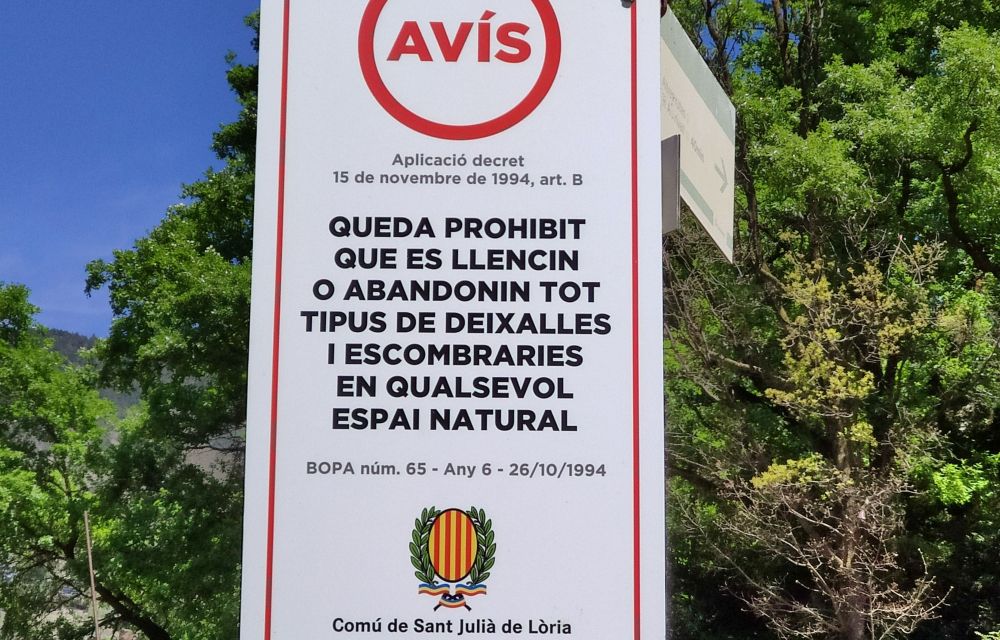 AVÍS
Aplicació decret
15 de novembre de 1994, art. B
QUEDA PROHIBIT
QUE ES LLENCIN
O ABANDONIN TOT
TIPUS DE DEIXALLES
I ESCOMBRARIES
EN QUALSEVOL
ESPAI NATURAL
BOPA núm. 65 - Any 6 - 26/10/1994
Comú de Sant Julià de Lòria